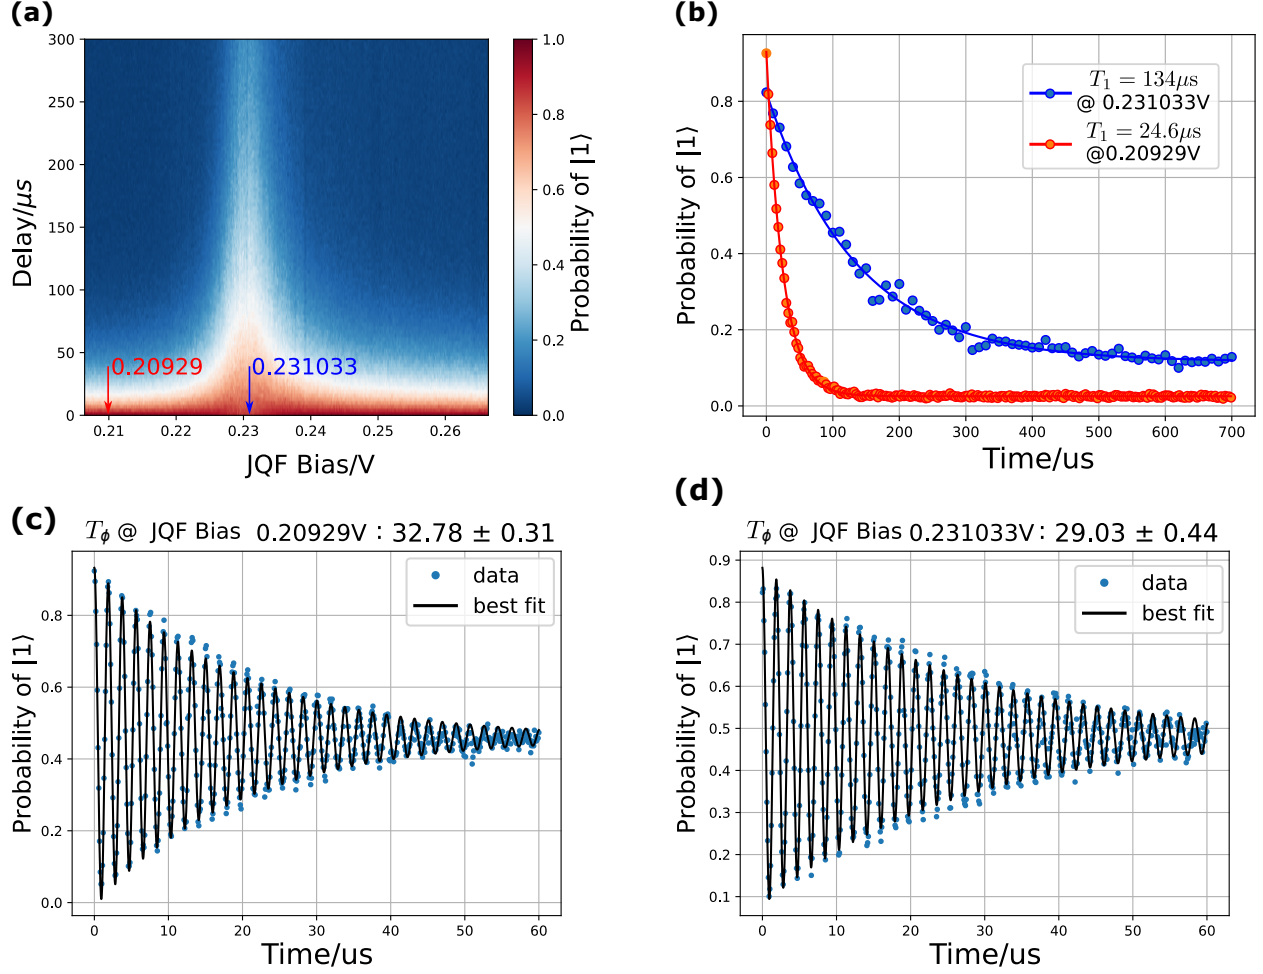 (a)
300
250
200
150
100
50
0
Delay/μs
0.20929
0.231033
0.21
0.22
0.23
0.24
0.25
0.26
JQF Bias/V
1.0
0.8
0.6
0.4
0.2
0.0
Probability of |1⟩
(b)
0.8
0.6
0.4
0.2
0.0
Probability of |1⟩
T₁ = 134μs
@ 0.231033V
T₁ = 24.6μs
@0.20929V
0
100
200
300
400
500
600
700
Time/us
(c)
T_ϕ @ JQF Bias 0.20929V : 32.78 ± 0.31
0.8
0.6
0.4
0.2
0.0
Probability of |1⟩
data
best fit
0
10
20
30
40
50
60
Time/us
(d)
T_ϕ @ JQF Bias 0.231033V : 29.03 ± 0.44
0.9
0.8
0.7
0.6
0.5
0.4
0.3
0.2
0.1
Probability of |1⟩
data
best fit
0
10
20
30
40
50
60
Time/us